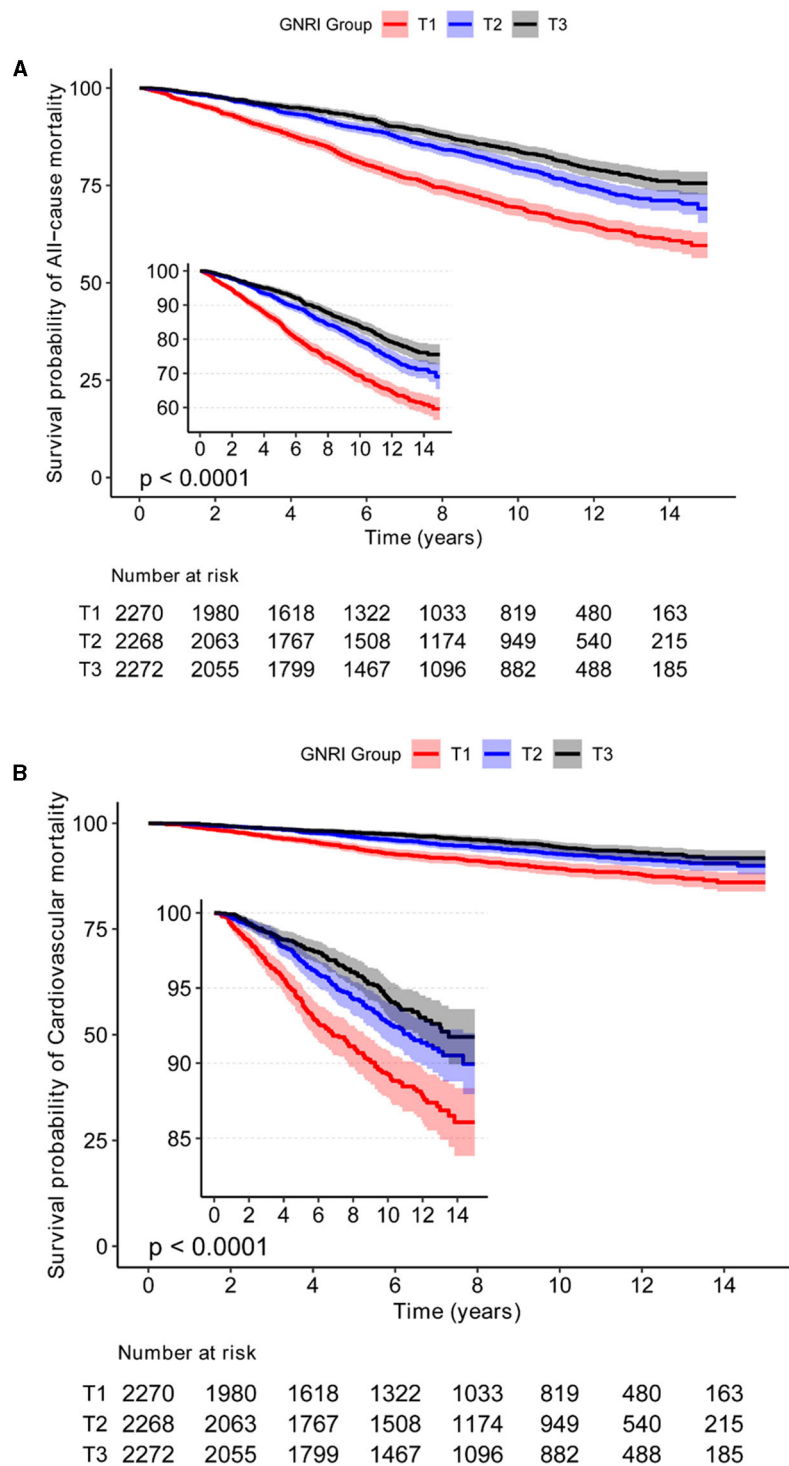 GNRI Group T1 T2 T3
A
Survival probability of All-cause mortality
100
75
50
25
0
100
90
80
70
60
0 2 4 6 8 10 12 14
p < 0.0001
0 2 4 6 8 10 12 14
Time (years)
Number at risk
T1 2270 1980 1618 1322 1033 819 480 163
T2 2268 2063 1767 1508 1174 949 540 215
T3 2272 2055 1799 1467 1096 882 488 185
GNRI Group T1 T2 T3
B
Survival probability of Cardiovascular mortality
100
75
50
25
0
100
95
90
85
0 2 4 6 8 10 12 14
p < 0.0001
0 2 4 6 8 10 12 14
Time (years)
Number at risk
T1 2270 1980 1618 1322 1033 819 480 163
T2 2268 2063 1767 1508 1174 949 540 215
T3 2272 2055 1799 1467 1096 882 488 185